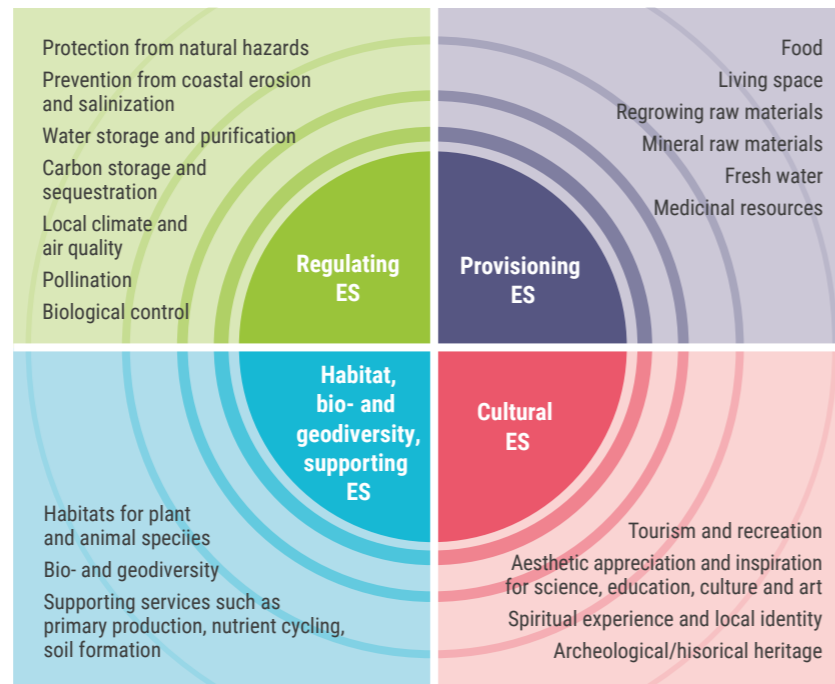 Protection from natural hazards
Prevention from coastal erosion
and salinization
Water storage and purification
Carbon storage and
sequestration
Local climate and
air quality
Pollination
Biological control
Regulating
ES
Food
Living space
Regrowing raw materials
Mineral raw materials
Fresh water
Medicinal resources
Provisioning
ES
Habitat,
bio- and
geodiversity,
supporting
ES
Habitats for plant
and animal speciies
Bio- and geodiversity
Supporting services such as
primary production, nutrient cycling,
soil formation
Cultural
ES
Tourism and recreation
Aesthetic appreciation and inspiration
for science, education, culture and art
Spiritual experience and local identity
Archeological/hisorical heritage